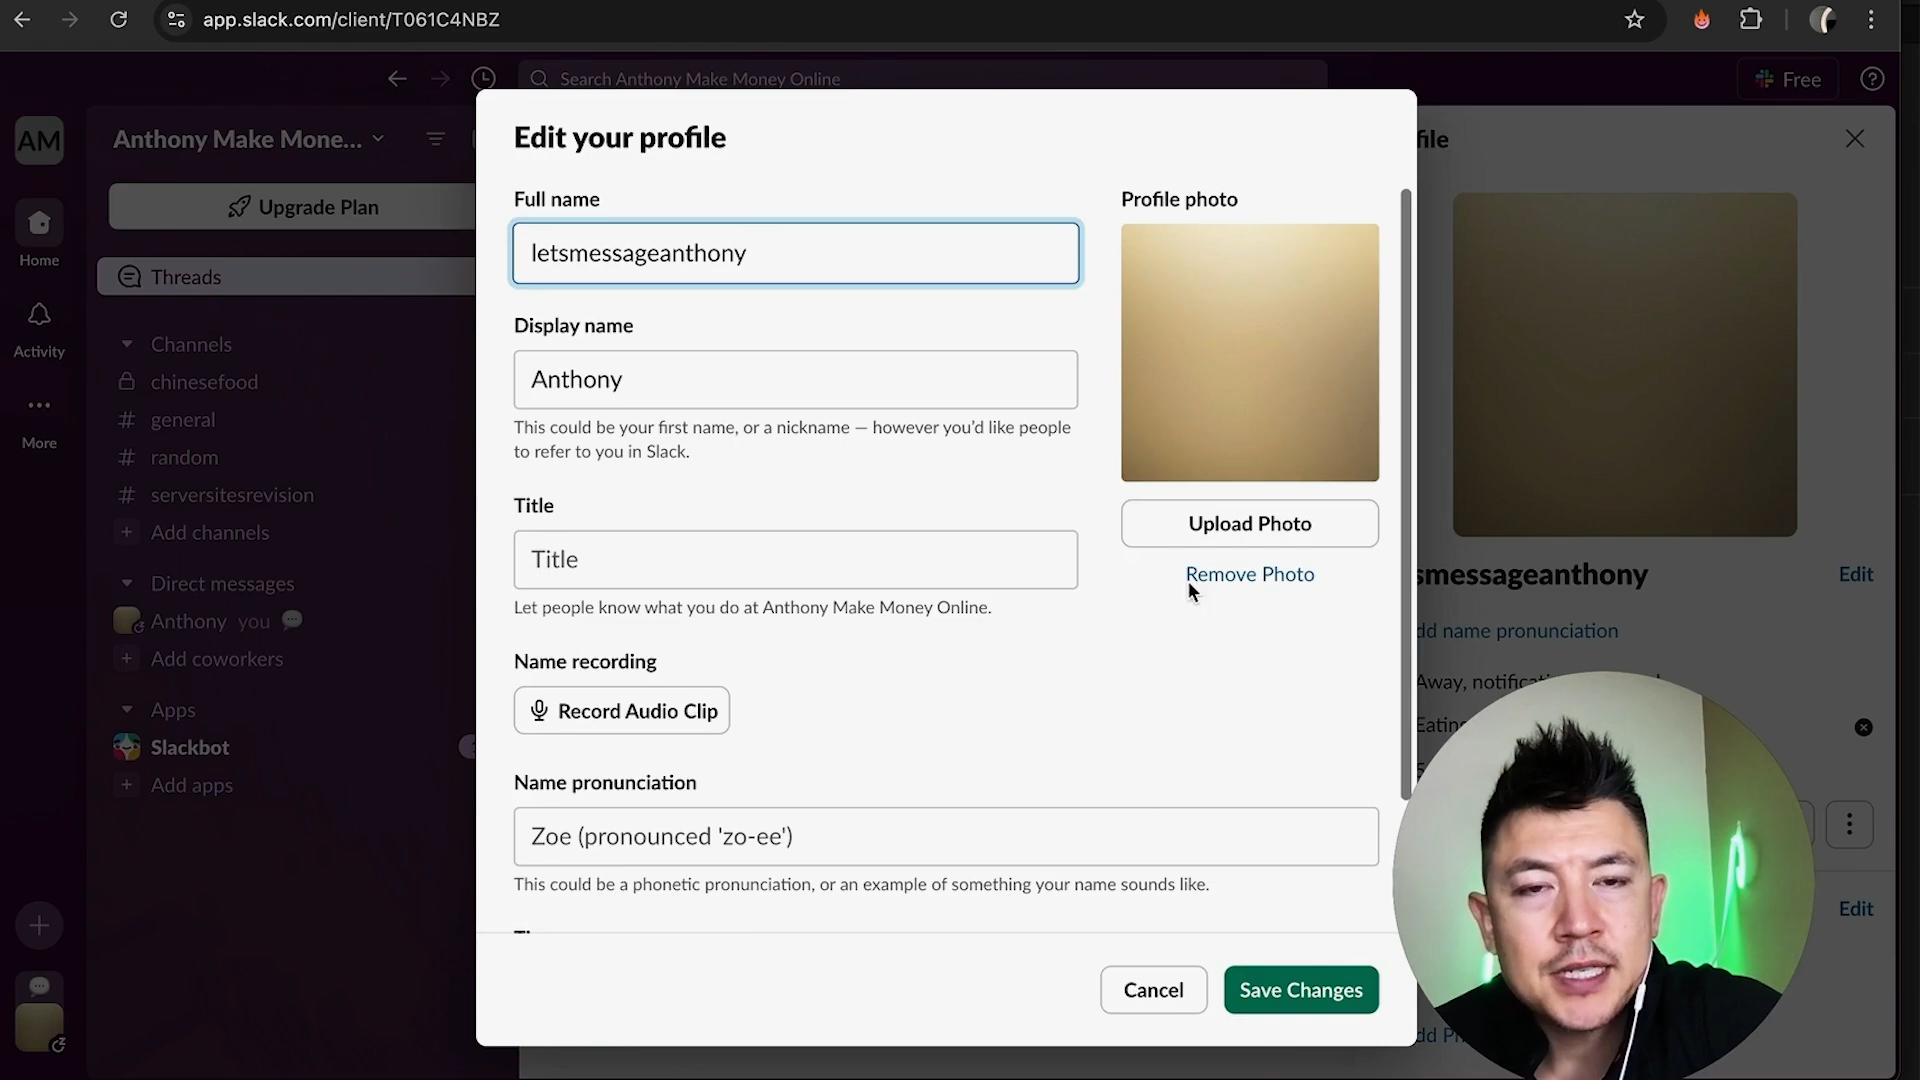 app.slack.com/client/T061C4NBZ
Search Anthony Make Money Online
Free
AM
Anthony Make Mone...
Upgrade Plan
Home
Threads
Activity
Channels
chinesefood
general
More
random
serversitesrevision
Add channels
Direct messages
Anthony you
Add coworkers
Apps
Slackbot
Add apps
Edit your profile
Full name
letsmessageanthony
Display name
Anthony
This could be your first name, or a nickname — however you'd like people
to refer to you in Slack.
Title
Title
Let people know what you do at Anthony Make Money Online.
Name recording
Record Audio Clip
Name pronunciation
Zoe (pronounced 'zo-ee')
This could be a phonetic pronunciation, or an example of something your name sounds like.
Profile photo
Upload Photo
Remove Photo
Cancel
Save Changes
file
smessageanthony
Edit
dd name pronunciation
Away, notificati
Eating
Edit
dd Ph